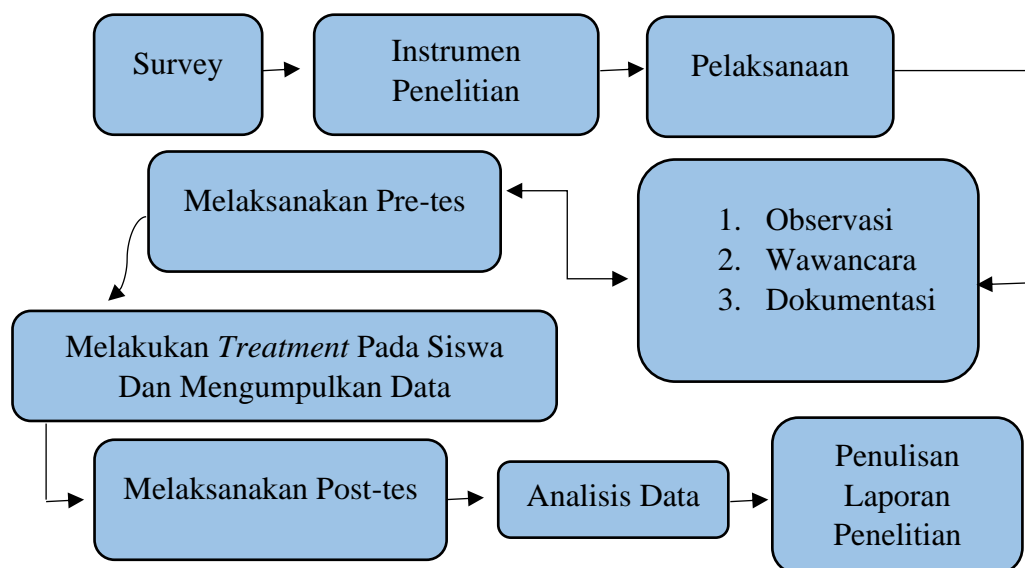 Survey
Instrumen
Penelitian
Pelaksanaan
1. Observasi
2. Wawancara
3. Dokumentasi
Melaksanakan Pre-tes
Melakukan Treatment Pada Siswa
Dan Mengumpulkan Data
Melaksanakan Post-tes
Analisis Data
Penulisan
Laporan
Penelitian